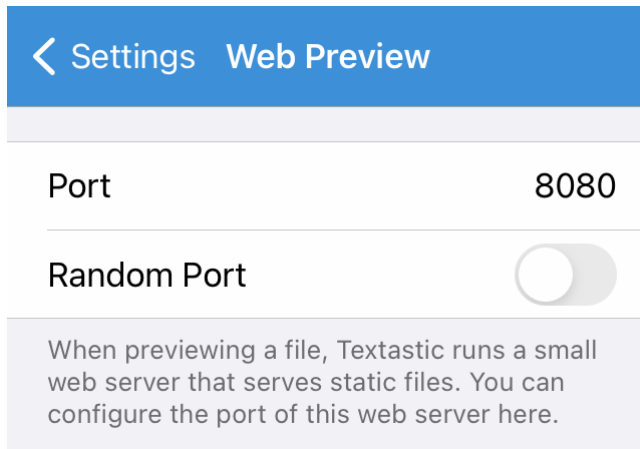 Settings Web Preview
Port 8080
Random Port
When previewing a file, Textastic runs a small
web server that serves static files. You can
configure the port of this web server here.